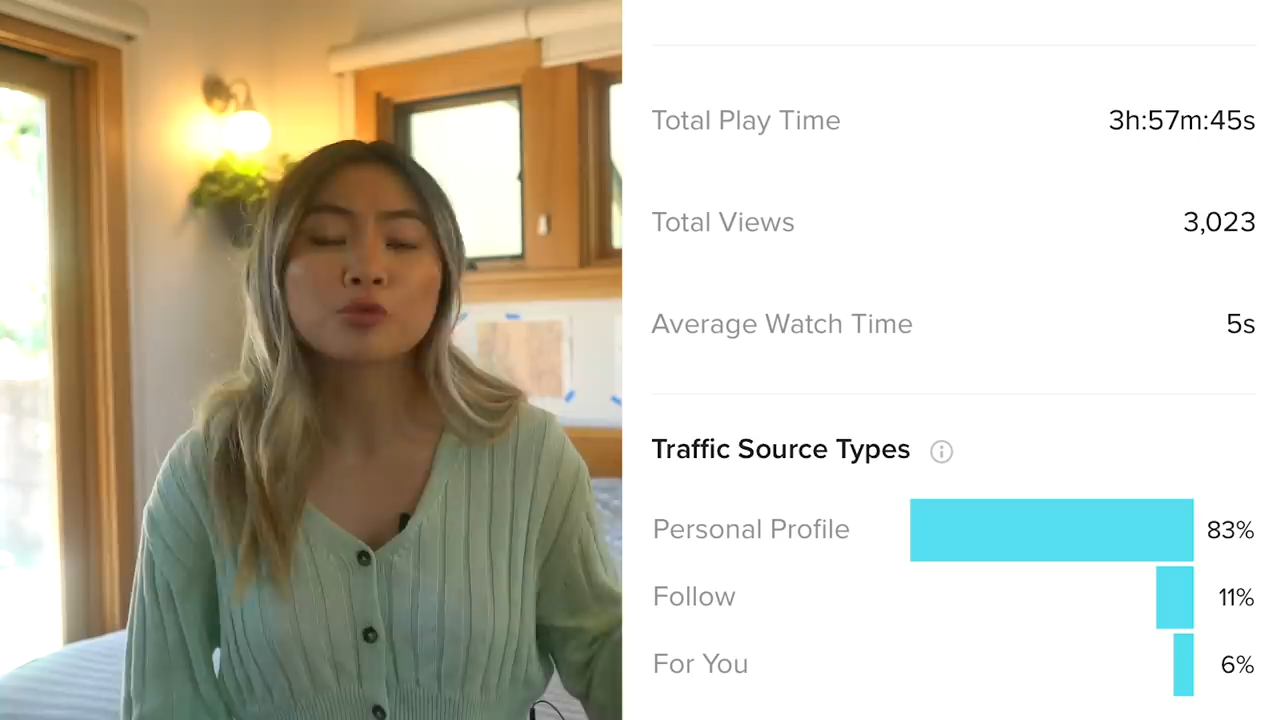 Total Play Time 3h:57m:45s
Total Views 3,023
Average Watch Time 5s
Traffic Source Types
Personal Profile 83%
Follow 11%
For You 6%